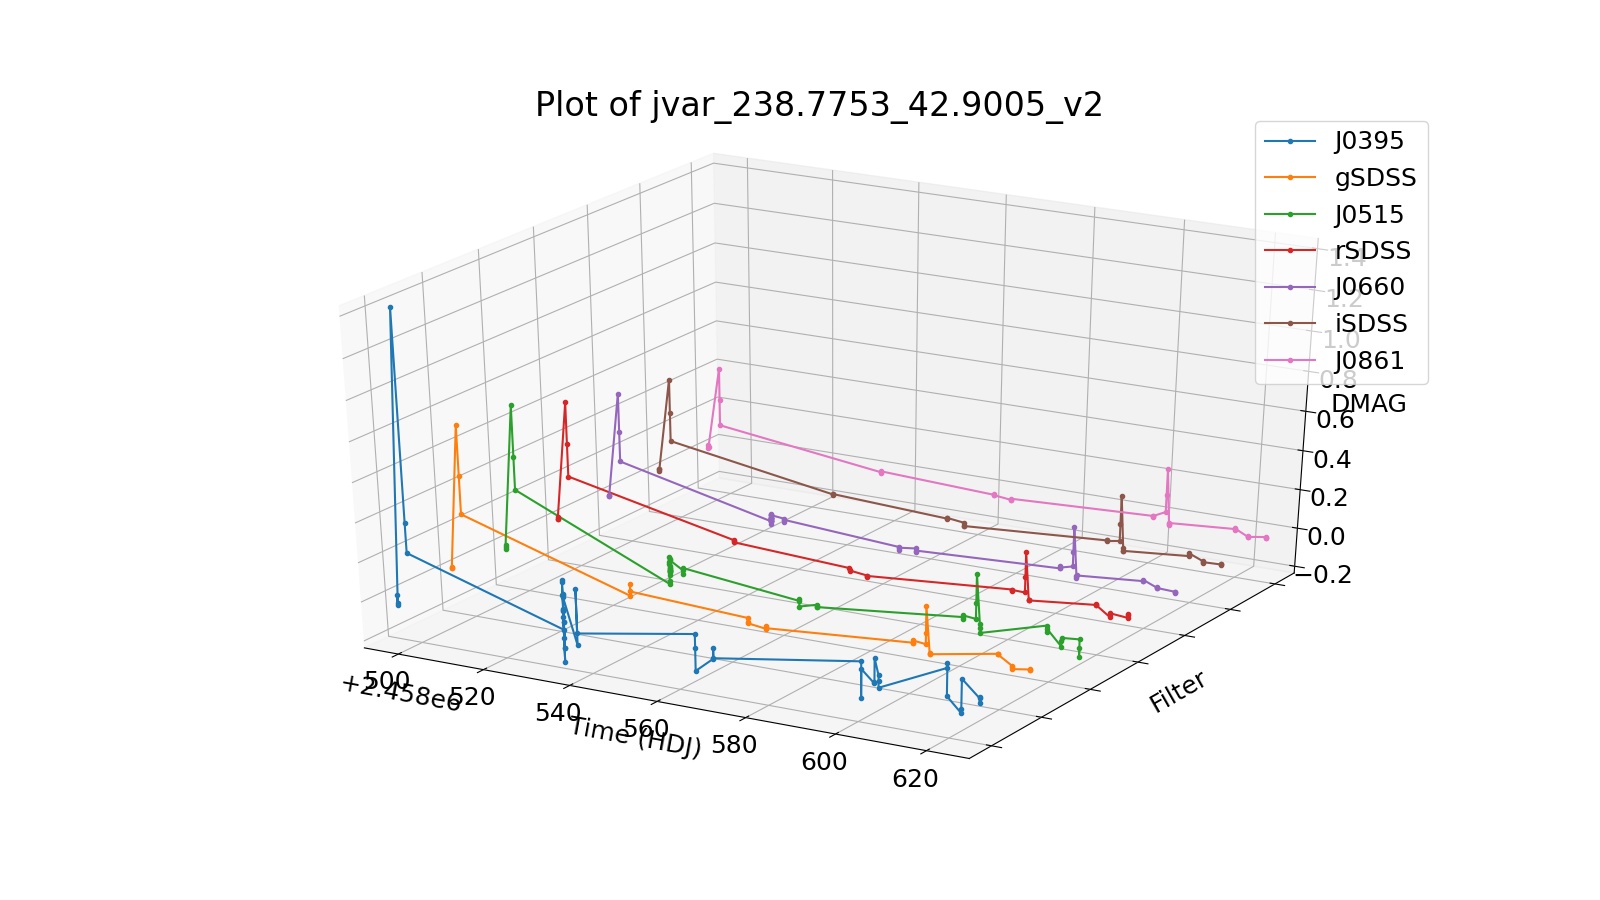 Plot of jvar_238.7753_42.9005_v2
J0395
gSDSS
J0515
rSDSS
J0660
iSDSS
J0861
1.4
1.2
1.0
0.8
0.6
0.4
0.2
0.0
−0.2
DMAG
500
520
540
560
580
600
620
+2.458e6
Time (HDJ)
Filter